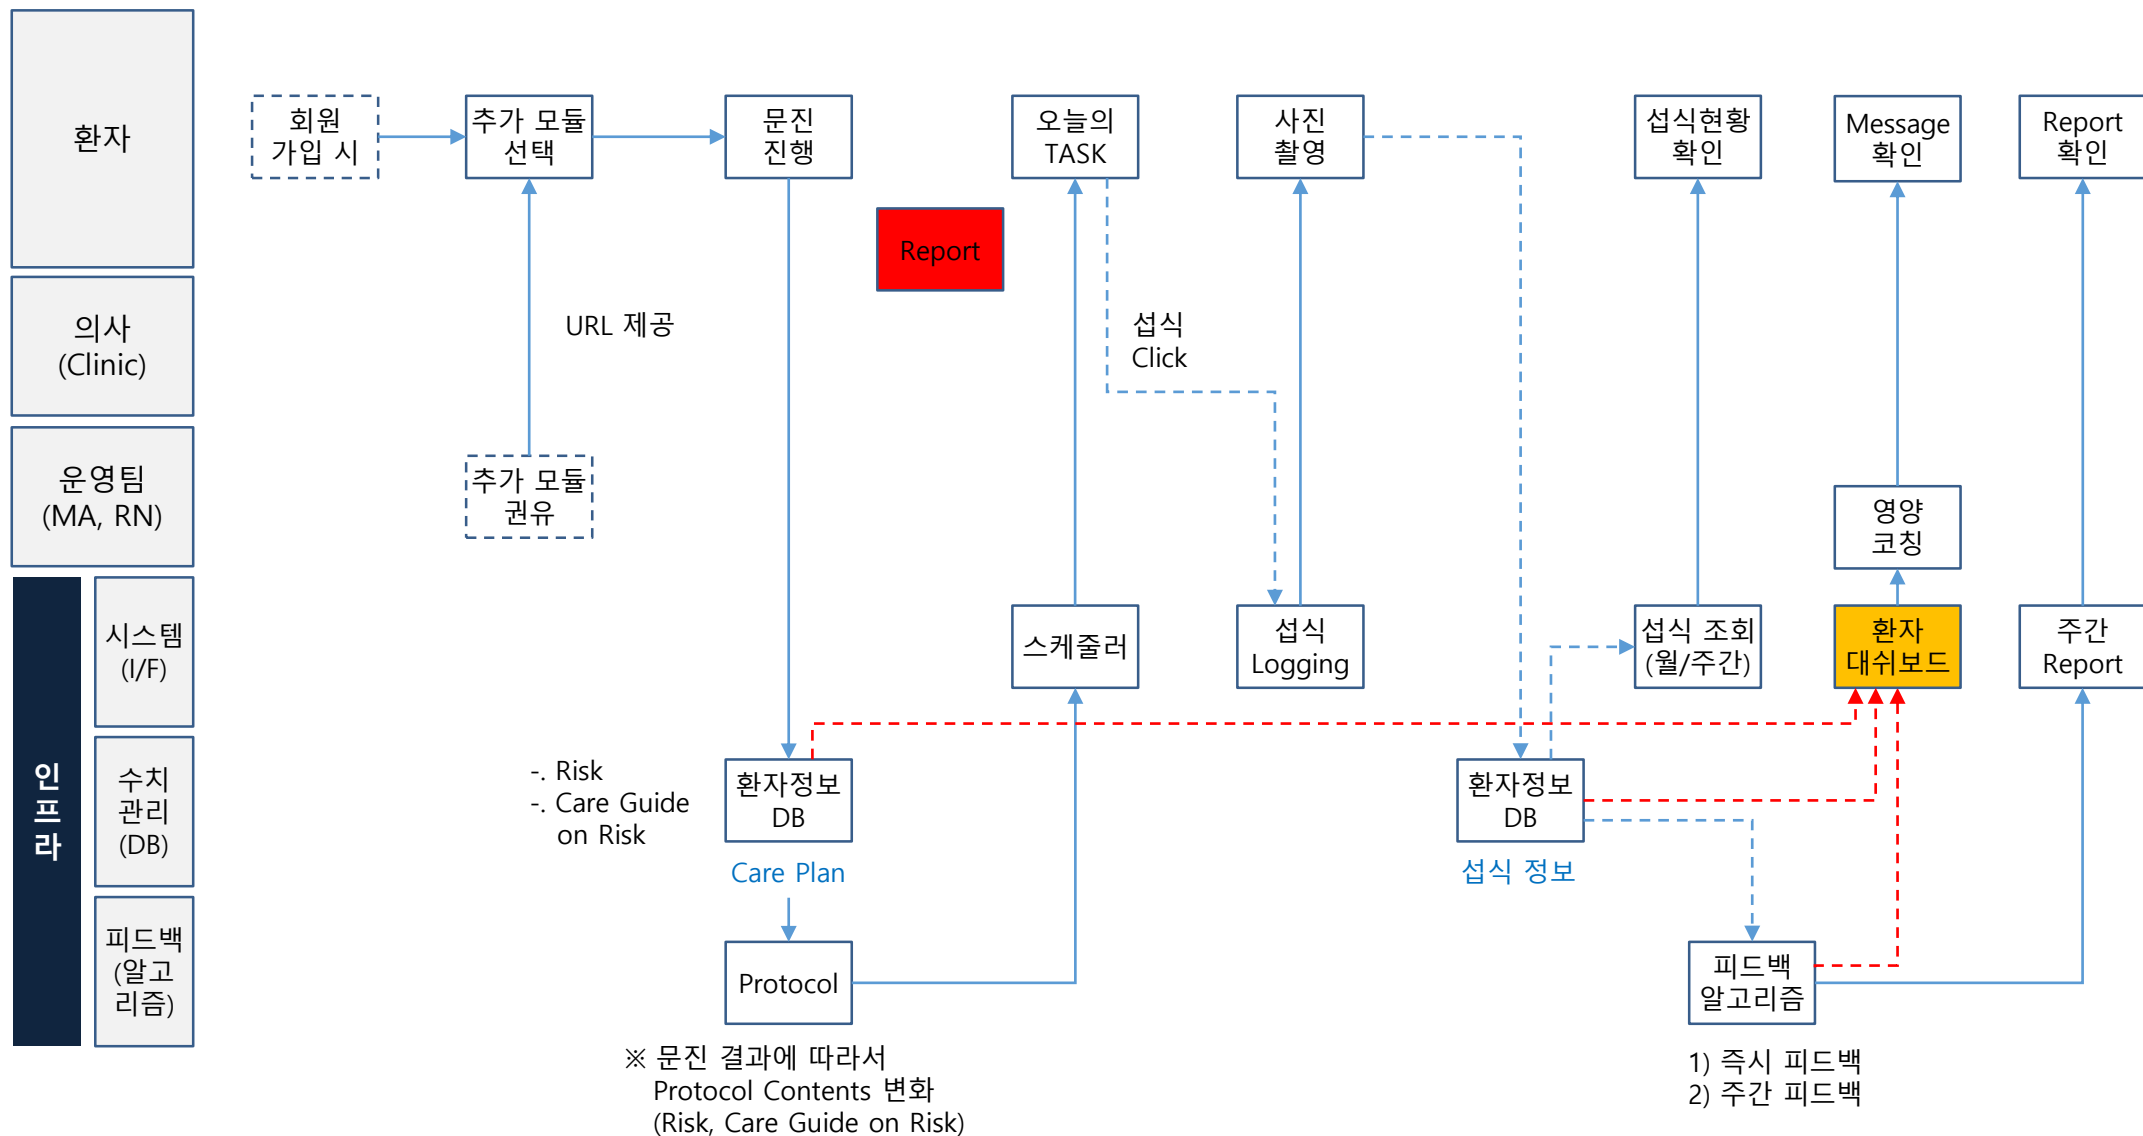 환자
회원
가입 시
추가 모듈
선택
문진
진행
오늘의
TASK
사진
촬영
섭식현황
확인
Message
확인
Report
확인
Report
의사
(Clinic)
URL 제공
섭식
Click
운영팀
(MA, RN)
추가 모듈
권유
영양
코칭
인
프
라
시스템
(I/F)
스케줄러
섭식
Logging
섭식 조회
(월/주간)
환자
대쉬보드
주간
Report
수치
관리
(DB)
-. Risk
-. Care Guide
on Risk
환자정보
DB
Care Plan
환자정보
DB
섭식 정보
피드백
(알고
리즘)
Protocol
피드백
알고리즘
※ 문진 결과에 따라서
Protocol Contents 변화
(Risk, Care Guide on Risk)
1) 즉시 피드백
2) 주간 피드백